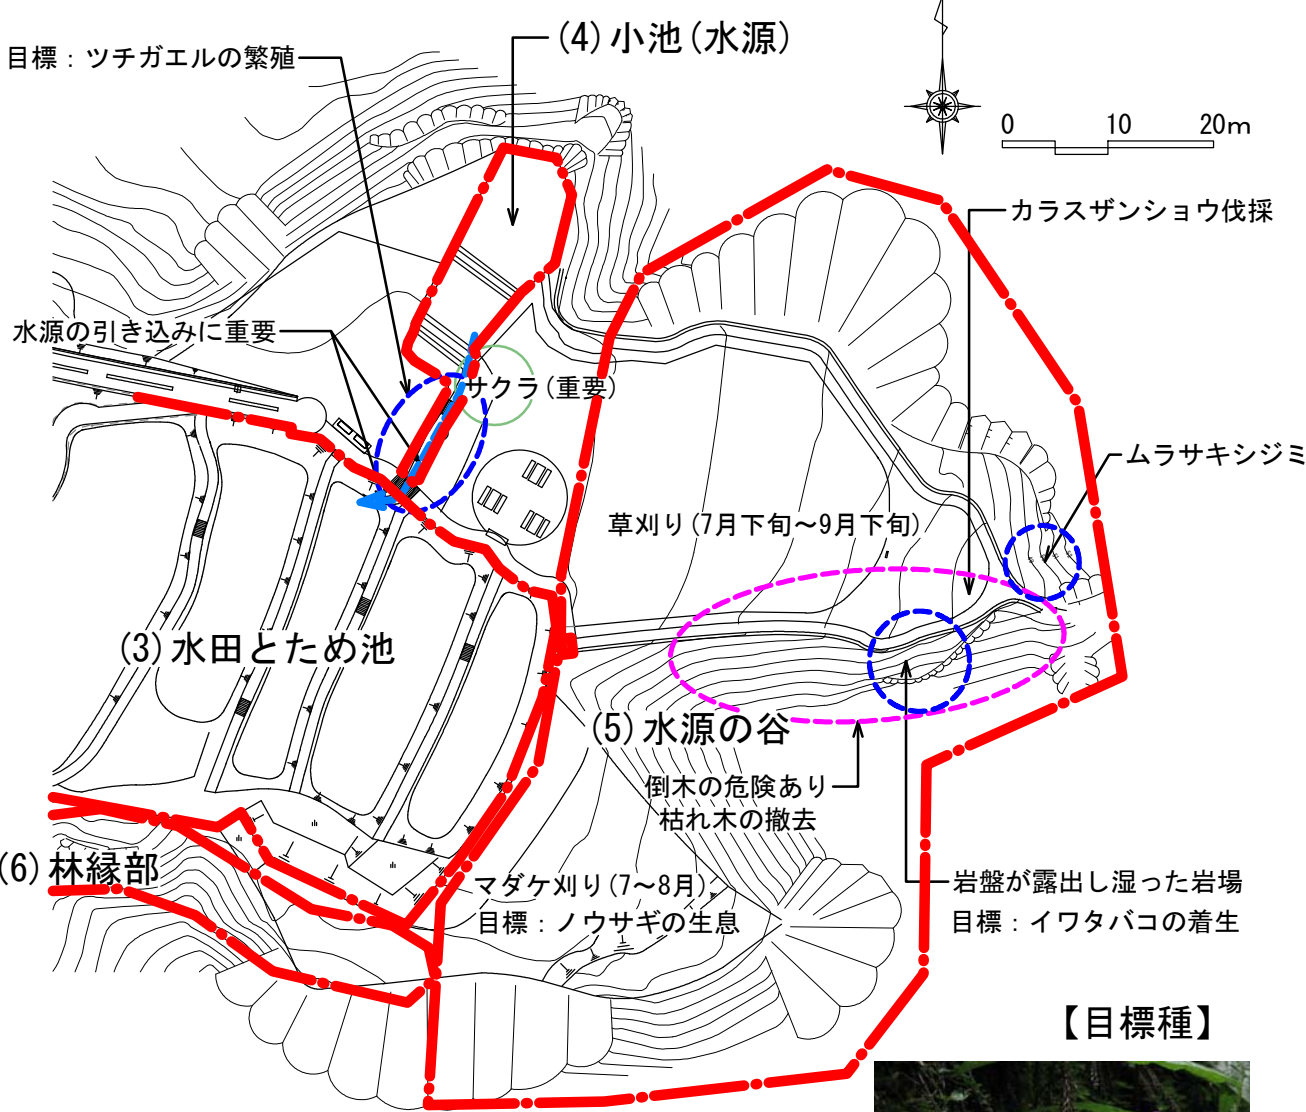 (4)小池(水源)
目標：ツチガエルの繁殖
0 10 20m
カラスザンショウ伐採
水源の引き込みに重要
サクラ(重要)
ムラサキシジミ
草刈り(7月下旬～9月下旬)
(3)水田とため池
(5)水源の谷
倒木の危険あり
枯れ木の撤去
(6)林縁部
マダケ刈り(7～8月)
目標：ノウサギの生息
岩盤が露出し湿った岩場
目標：イワタバコの着生
【目標種】